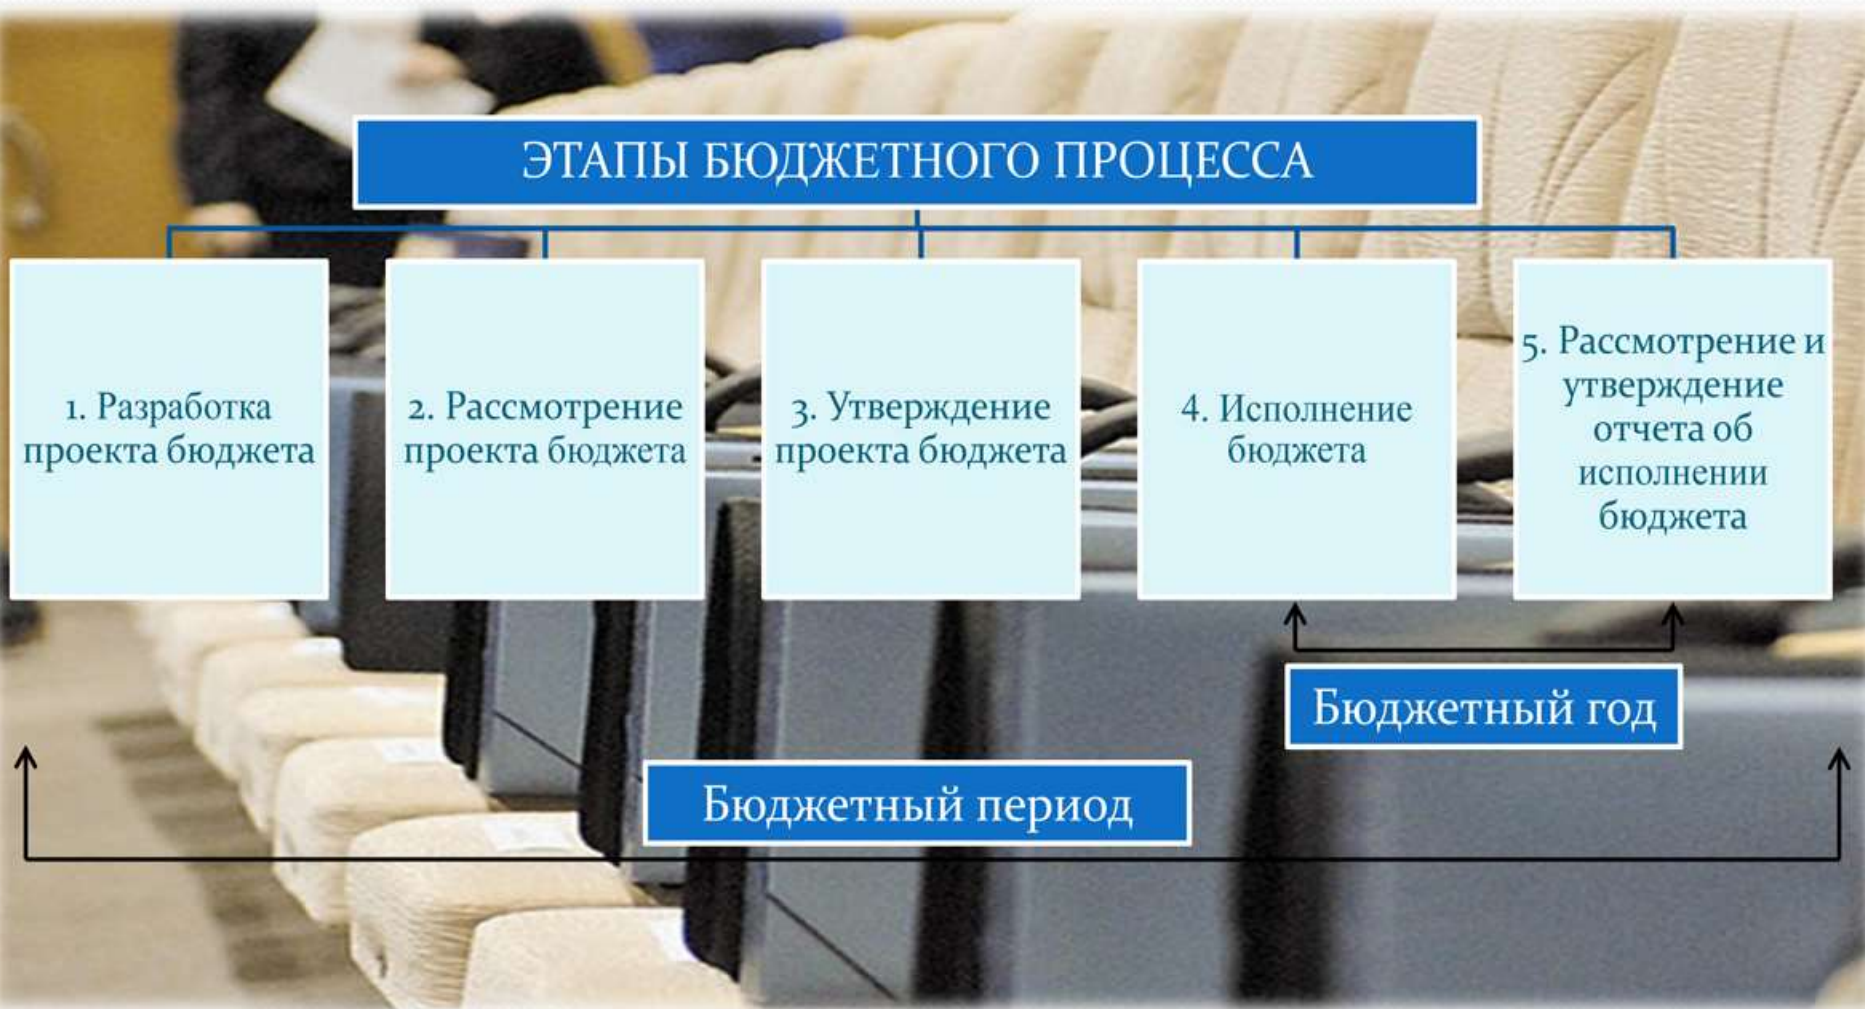 ЭТАПЫ БЮДЖЕТНОГО ПРОЦЕССА
1. Разработка
проекта бюджета
2. Рассмотрение
проекта бюджета
3. Утверждение
проекта бюджета
4. Исполнение
бюджета
5. Рассмотрение и
утверждение
отчета об
исполнении
бюджета
Бюджетный год
Бюджетный период